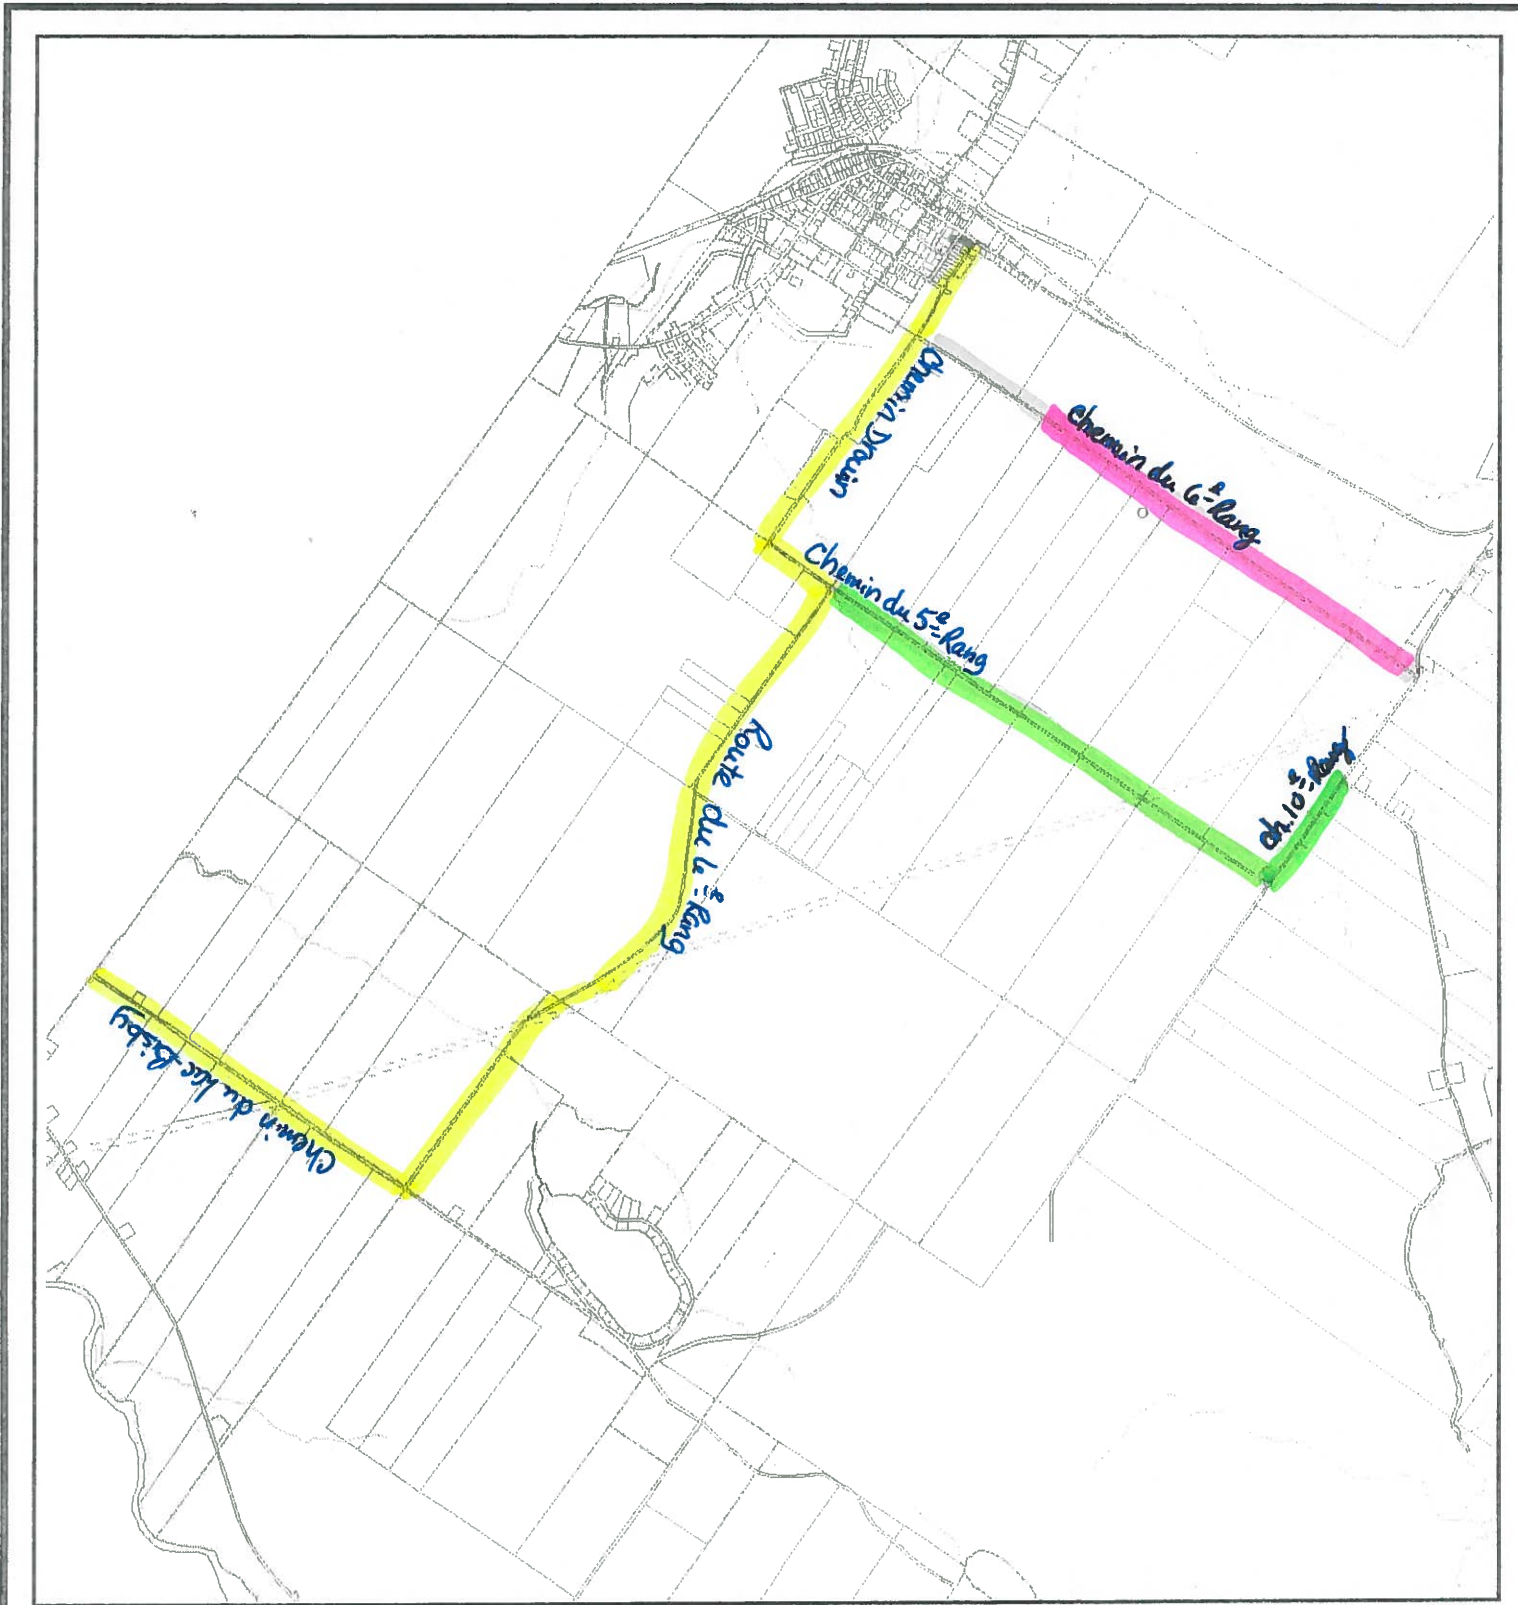 Chemin Drouin
Chemin du 6e Rang
Chemin du 5e Rang
Route du 6e Rang
ch. 10e Rang
Chemin du Lac-Bisby